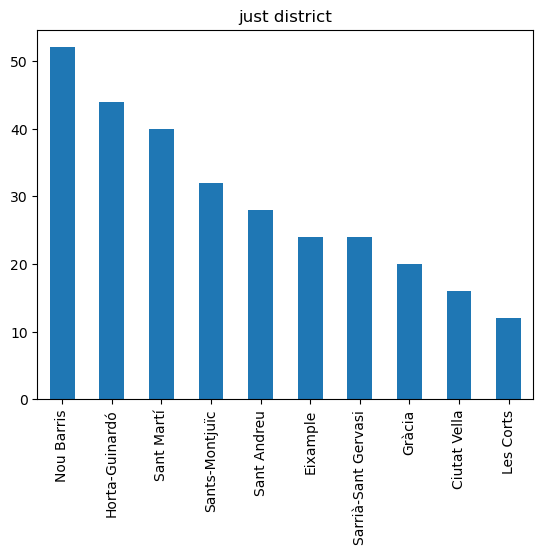 just district
50
40
30
20
10
0
Nou Barris
Horta-Guinardó
Sant Martí
Sants-Montjuïc
Sant Andreu
Eixample
Sarrià-Sant Gervasi
Gràcia
Ciutat Vella
Les Corts